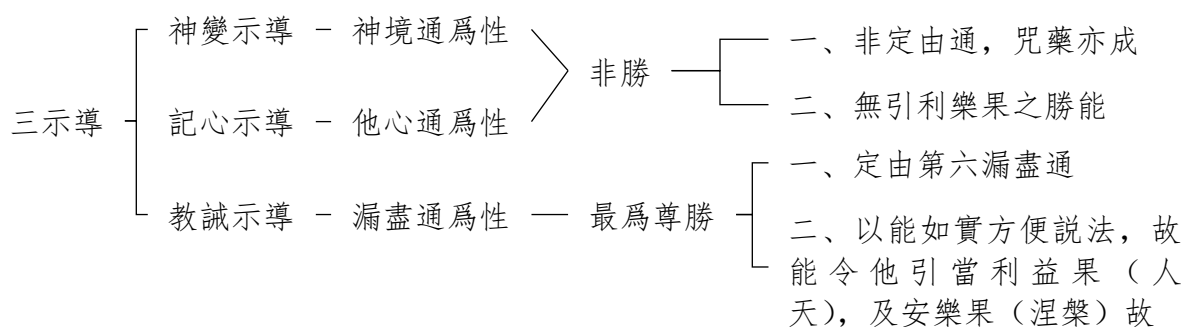 神變示導 – 神境通爲性
一、非定由通，咒藥亦成
非勝
二、無引利樂果之勝能
三示導
記心示導 – 他心通爲性
一、定由第六漏盡通
教誡示導 – 漏盡通爲性
最爲尊勝
二、以能如實方便説法，故
能令他引當利益果（人
天），及安樂果（涅槃）故